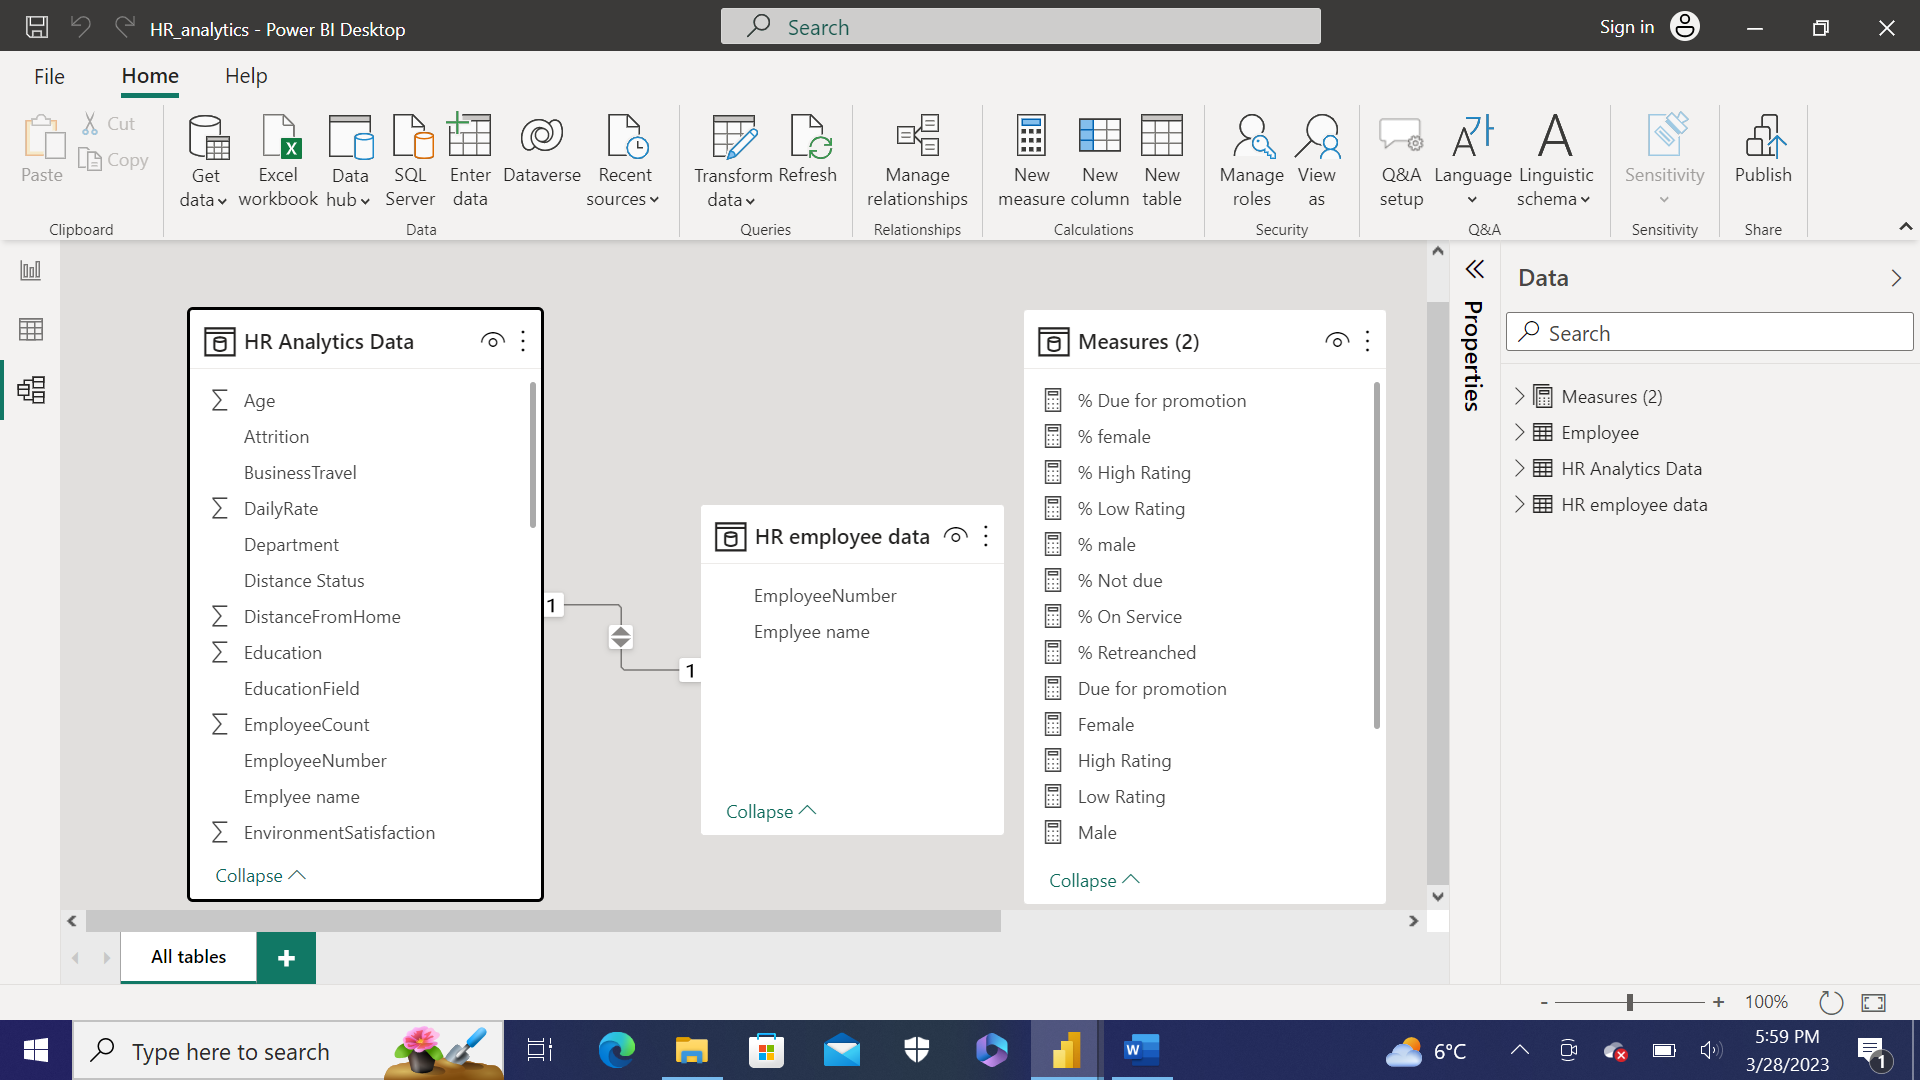 HR_analytics - Power BI Desktop
Search
Sign in
File
Home
Help
Paste
Cut
Copy
Clipboard
Get data
Excel workbook
Data hub
SQL Server
Enter data
Dataverse
Recent sources
Data
Transform data
Refresh
Queries
Manage relationships
Relationships
New measure
New column
New table
Calculations
Manage roles
View as
Security
Q&A setup
Language
Linguistic schema
Q&A
Sensitivity
Sensitivity
Publish
Share
HR Analytics Data
Age
Attrition
BusinessTravel
DailyRate
Department
Distance Status
DistanceFromHome
Education
EducationField
EmployeeCount
EmployeeNumber
Emplyee name
EnvironmentSatisfaction
Collapse
1
1
HR employee data
EmployeeNumber
Emplyee name
Collapse
Measures (2)
% Due for promotion
% female
% High Rating
% Low Rating
% male
% Not due
% On Service
% Retreanched
Due for promotion
Female
High Rating
Low Rating
Male
Collapse
Properties
Data
Search
Measures (2)
Employee
HR Analytics Data
HR employee data
All tables
+
- + 100%
Type here to search
6°C
5:59 PM
3/28/2023
1